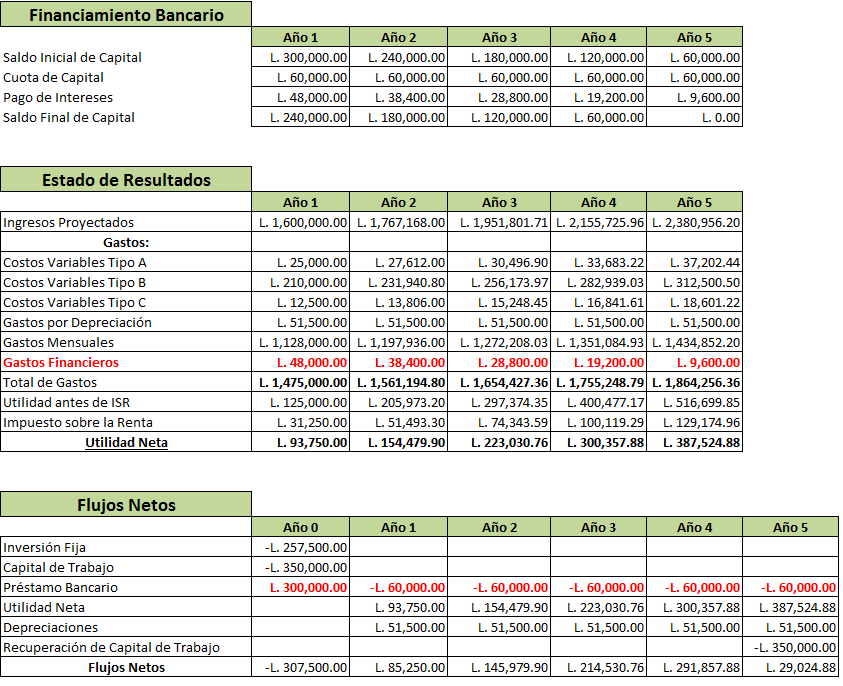 Financiamiento Bancario
Año 1 Año 2 Año 3 Año 4 Año 5
Saldo Inicial de Capital L. 300,000.00 L. 240,000.00 L. 180,000.00 L. 120,000.00 L. 60,000.00
Cuota de Capital L. 60,000.00 L. 60,000.00 L. 60,000.00 L. 60,000.00 L. 60,000.00
Pago de Intereses L. 48,000.00 L. 38,400.00 L. 28,800.00 L. 19,200.00 L. 9,600.00
Saldo Final de Capital L. 240,000.00 L. 180,000.00 L. 120,000.00 L. 60,000.00 L. 0.00
Estado de Resultados
Año 1 Año 2 Año 3 Año 4 Año 5
Ingresos Proyectados L. 1,600,000.00 L. 1,767,168.00 L. 1,951,801.71 L. 2,155,725.96 L. 2,380,956.20
Gastos:
Costos Variables Tipo A L. 25,000.00 L. 27,612.00 L. 30,496.90 L. 33,683.22 L. 37,202.44
Costos Variables Tipo B L. 210,000.00 L. 231,940.80 L. 256,173.97 L. 282,939.03 L. 312,500.50
Costos Variables Tipo C L. 12,500.00 L. 13,806.00 L. 15,248.45 L. 16,841.61 L. 18,601.22
Gastos por Depreciación L. 51,500.00 L. 51,500.00 L. 51,500.00 L. 51,500.00 L. 51,500.00
Gastos Mensuales L. 1,128,000.00 L. 1,197,936.00 L. 1,272,208.03 L. 1,351,084.93 L. 1,434,852.20
Gastos Financieros L. 48,000.00 L. 38,400.00 L. 28,800.00 L. 19,200.00 L. 9,600.00
Total de Gastos L. 1,475,000.00 L. 1,561,194.80 L. 1,654,427.36 L. 1,755,248.79 L. 1,864,256.36
Utilidad antes de ISR L. 125,000.00 L. 205,973.20 L. 297,374.35 L. 400,477.17 L. 516,699.85
Impuesto sobre la Renta L. 31,250.00 L. 51,493.30 L. 74,343.59 L. 100,119.29 L. 129,174.96
Utilidad Neta L. 93,750.00 L. 154,479.90 L. 223,030.76 L. 300,357.88 L. 387,524.88
Flujos Netos
Año 0 Año 1 Año 2 Año 3 Año 4 Año 5
Inversión Fija -L. 257,500.00
Capital de Trabajo -L. 350,000.00
Préstamo Bancario L. 300,000.00 -L. 60,000.00 -L. 60,000.00 -L. 60,000.00 -L. 60,000.00 -L. 60,000.00
Utilidad Neta L. 93,750.00 L. 154,479.90 L. 223,030.76 L. 300,357.88 L. 387,524.88
Depreciaciones L. 51,500.00 L. 51,500.00 L. 51,500.00 L. 51,500.00 L. 51,500.00
Recuperación de Capital de Trabajo -L. 350,000.00
Flujos Netos -L. 307,500.00 L. 85,250.00 L. 145,979.90 L. 214,530.76 L. 291,857.88 L. 29,024.88